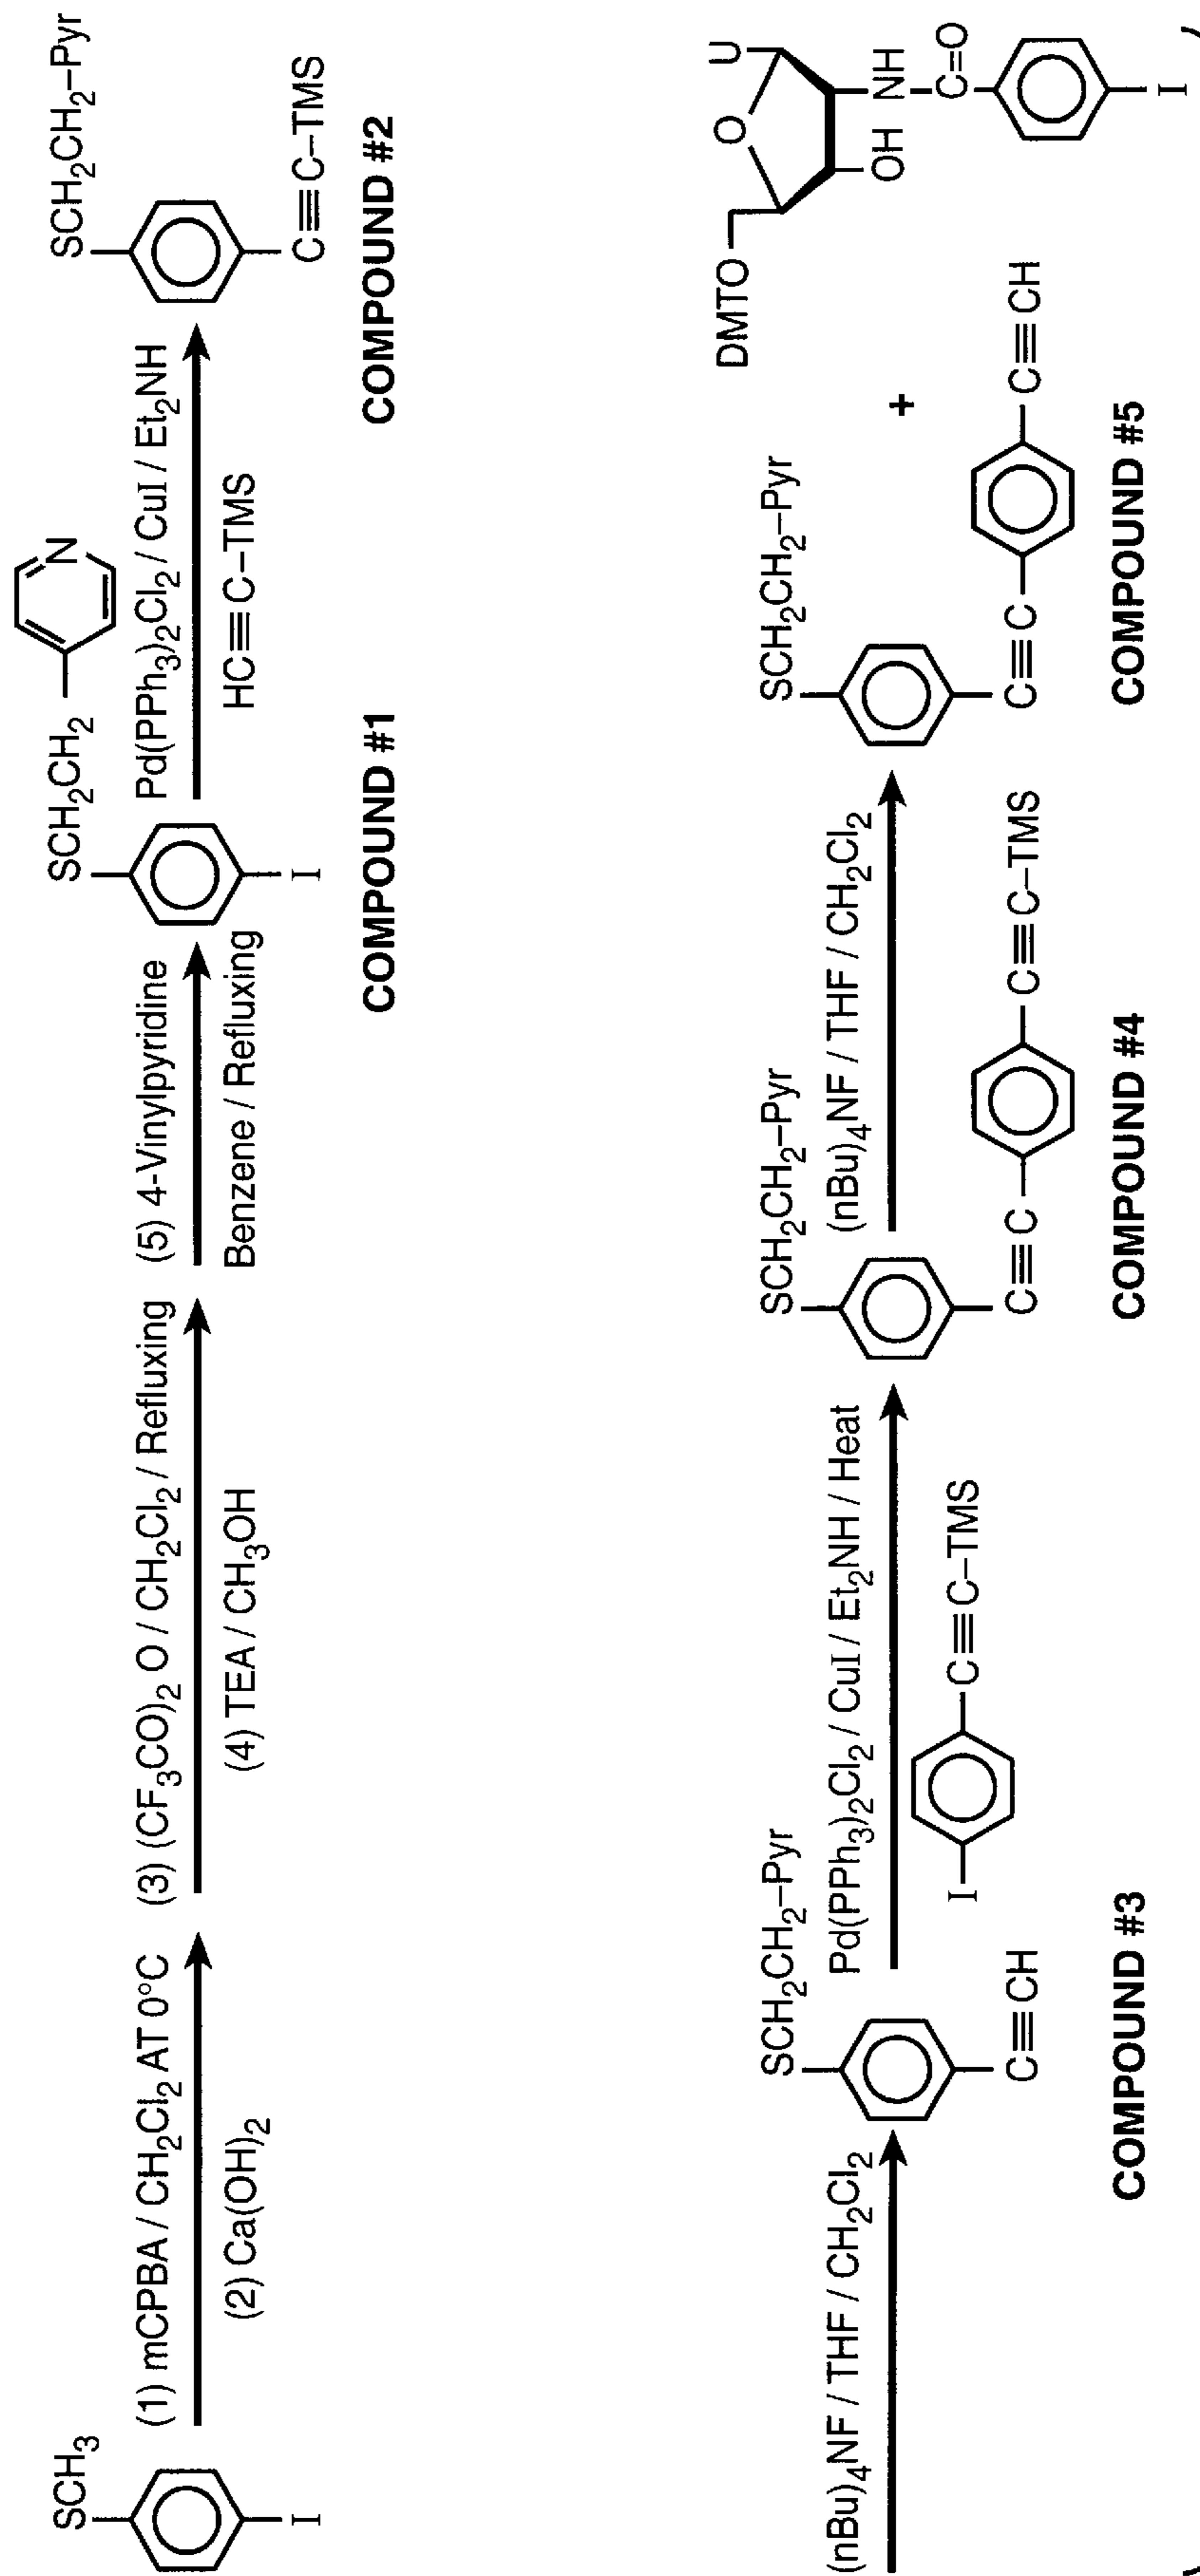 SCH3
I
(1) mCPBA / CH2Cl2 AT 0°C
(2) Ca(OH)2
(3) (CF3CO)2 O / CH2Cl2 / Refluxing
(4) TEA / CH3OH
(5) 4-Vinylpyridine
Benzene / Refluxing
SCH2CH2
N
I
COMPOUND #1
Pd(PPh3)2Cl2 / CuI / Et2NH
HC≡C–TMS
SCH2CH2–Pyr
C≡C–TMS
COMPOUND #2
(nBu)4NF / THF / CH2Cl2
SCH2CH2–Pyr
C≡CH
COMPOUND #3
Pd(PPh3)2Cl2 / CuI / Et2NH / Heat
I
C≡C–TMS
SCH2CH2–Pyr
C≡C
C≡C–TMS
COMPOUND #4
(nBu)4NF / THF / CH2Cl2
SCH2CH2–Pyr
C≡C
C≡CH
COMPOUND #5
+
DMTO
O
U
OH
NH
C=O
I